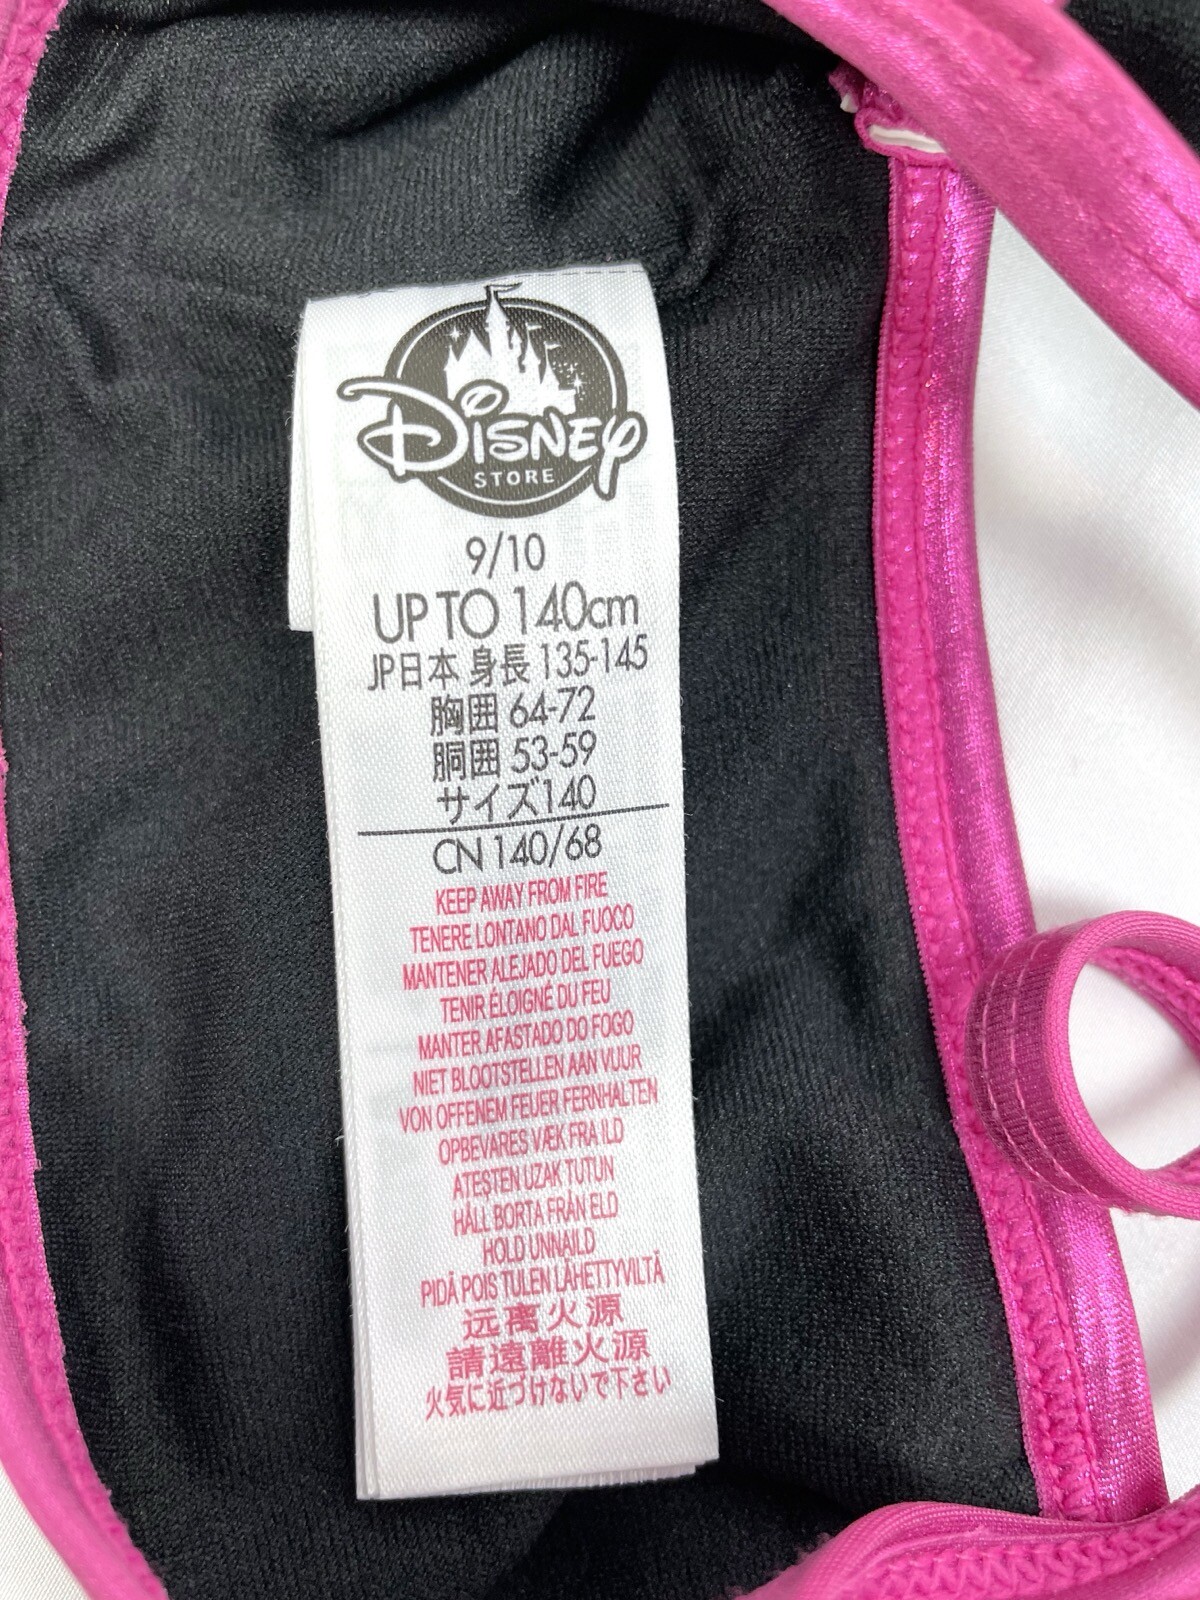 Disney
STORE
9/10
UP TO 140cm
JP日本 身長 135-145
胸囲 64-72
胴囲 53-59
サイズ140
CN 140/68
KEEP AWAY FROM FIRE
TENERE LONTANO DAL FUOCO
MANTENER ALEJADO DEL FUEGO
TENIR ÉLOIGNÉ DU FEU
MANTER AFASTADO DO FOGO
NIET BLOOTSTELLEN AAN VUUR
VON OFFENEM FEUER FERNHALTEN
OPBEVARES VÆK FRA ILD
ATEŞTEN UZAK TUTUN
HÅLL BORTA FRÅN ELD
HOLD UNNAILD
PIDÄ POIS TULEN LÄHETTYVILTÄ
远离火源
請遠離火源
火気に近づけないで下さい